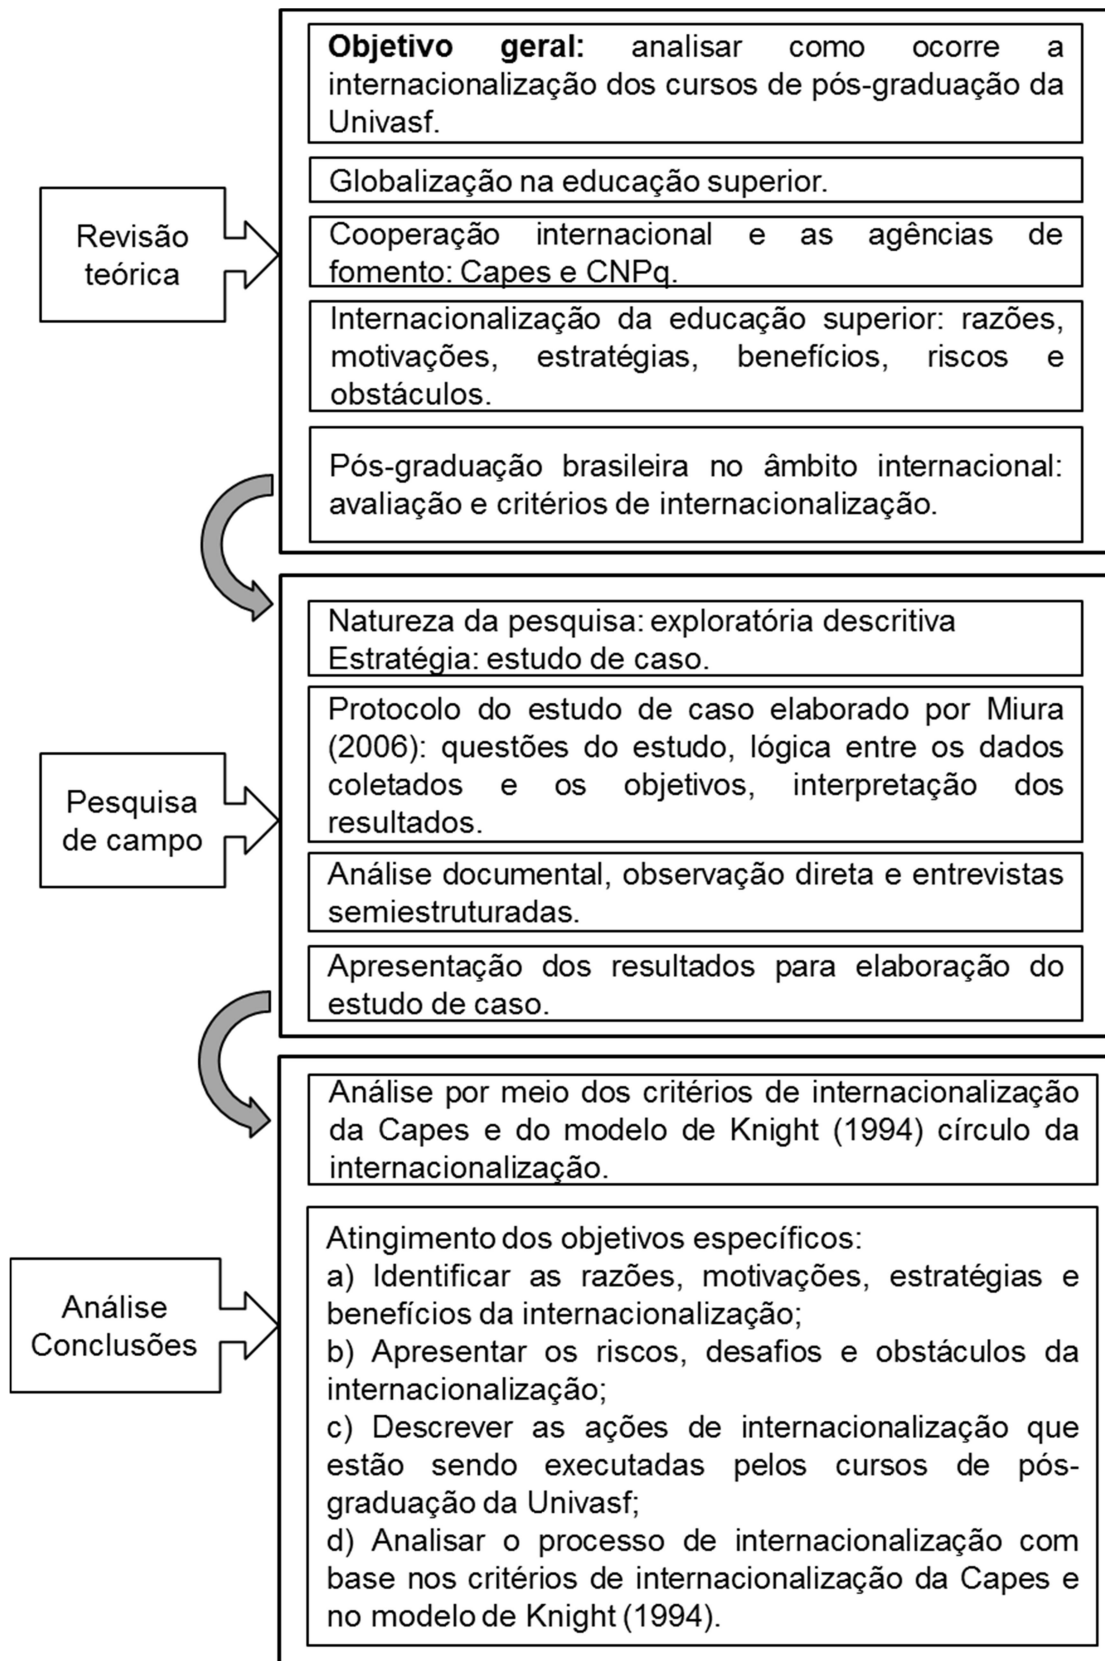 Objetivo geral: analisar como ocorre a
internacionalização dos cursos de pós-graduação da
Univasf.
Globalização na educação superior.
Revisão
teórica
Cooperação internacional e as agências de
fomento: Capes e CNPq.
Internacionalização da educação superior: razões,
motivações, estratégias, benefícios, riscos e
obstáculos.
Pós-graduação brasileira no âmbito internacional:
avaliação e critérios de internacionalização.
Natureza da pesquisa: exploratória descritiva
Estratégia: estudo de caso.
Protocolo do estudo de caso elaborado por Miura
(2006): questões do estudo, lógica entre os dados
coletados e os objetivos, interpretação dos
resultados.
Pesquisa
de campo
Análise documental, observação direta e entrevistas
semiestruturadas.
Apresentação dos resultados para elaboração do
estudo de caso.
Análise por meio dos critérios de internacionalização
da Capes e do modelo de Knight (1994) círculo da
internacionalização.
Análise
Conclusões
Atingimento dos objetivos específicos:
a) Identificar as razões, motivações, estratégias e
benefícios da internacionalização;
b) Apresentar os riscos, desafios e obstáculos da
internacionalização;
c) Descrever as ações de internacionalização que
estão sendo executadas pelos cursos de pós-
graduação da Univasf;
d) Analisar o processo de internacionalização com
base nos critérios de internacionalização da Capes e
no modelo de Knight (1994).